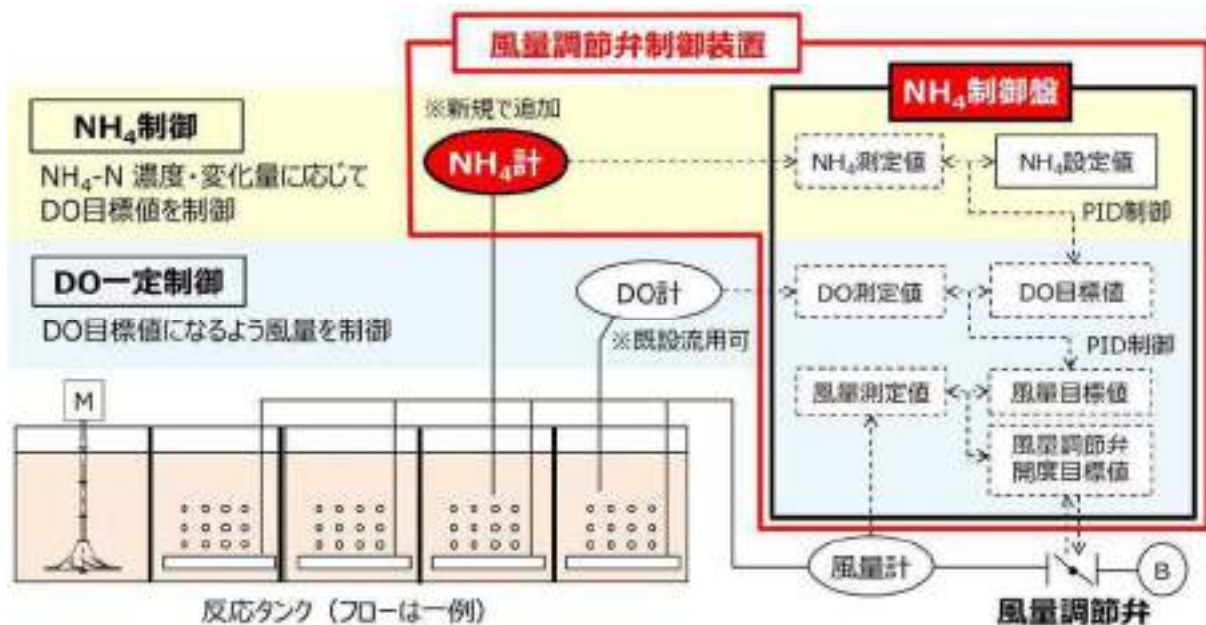 風量調節弁制御装置
NH₄制御盤
※新規で追加
NH₄制御
NH₄計
NH₄測定値
NH₄設定値
NH₄-N 濃度・変化量に応じて
DO目標値を制御
PID制御
DO一定制御
DO計
DO測定値
DO目標値
DO目標値になるよう風量を制御
※既設流用可
PID制御
M
風量測定値
風量目標値
風量調節弁
開度目標値
風量計
B
反応タンク（フローは一例）
風量調節弁